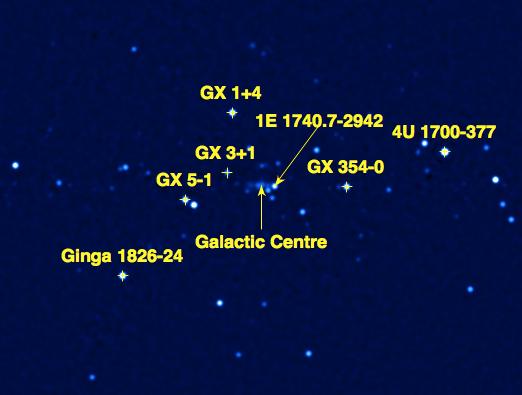 GX 1+4
1E 1740.7-2942
4U 1700-377
GX 3+1
GX 354-0
GX 5-1
Galactic Centre
Ginga 1826-24